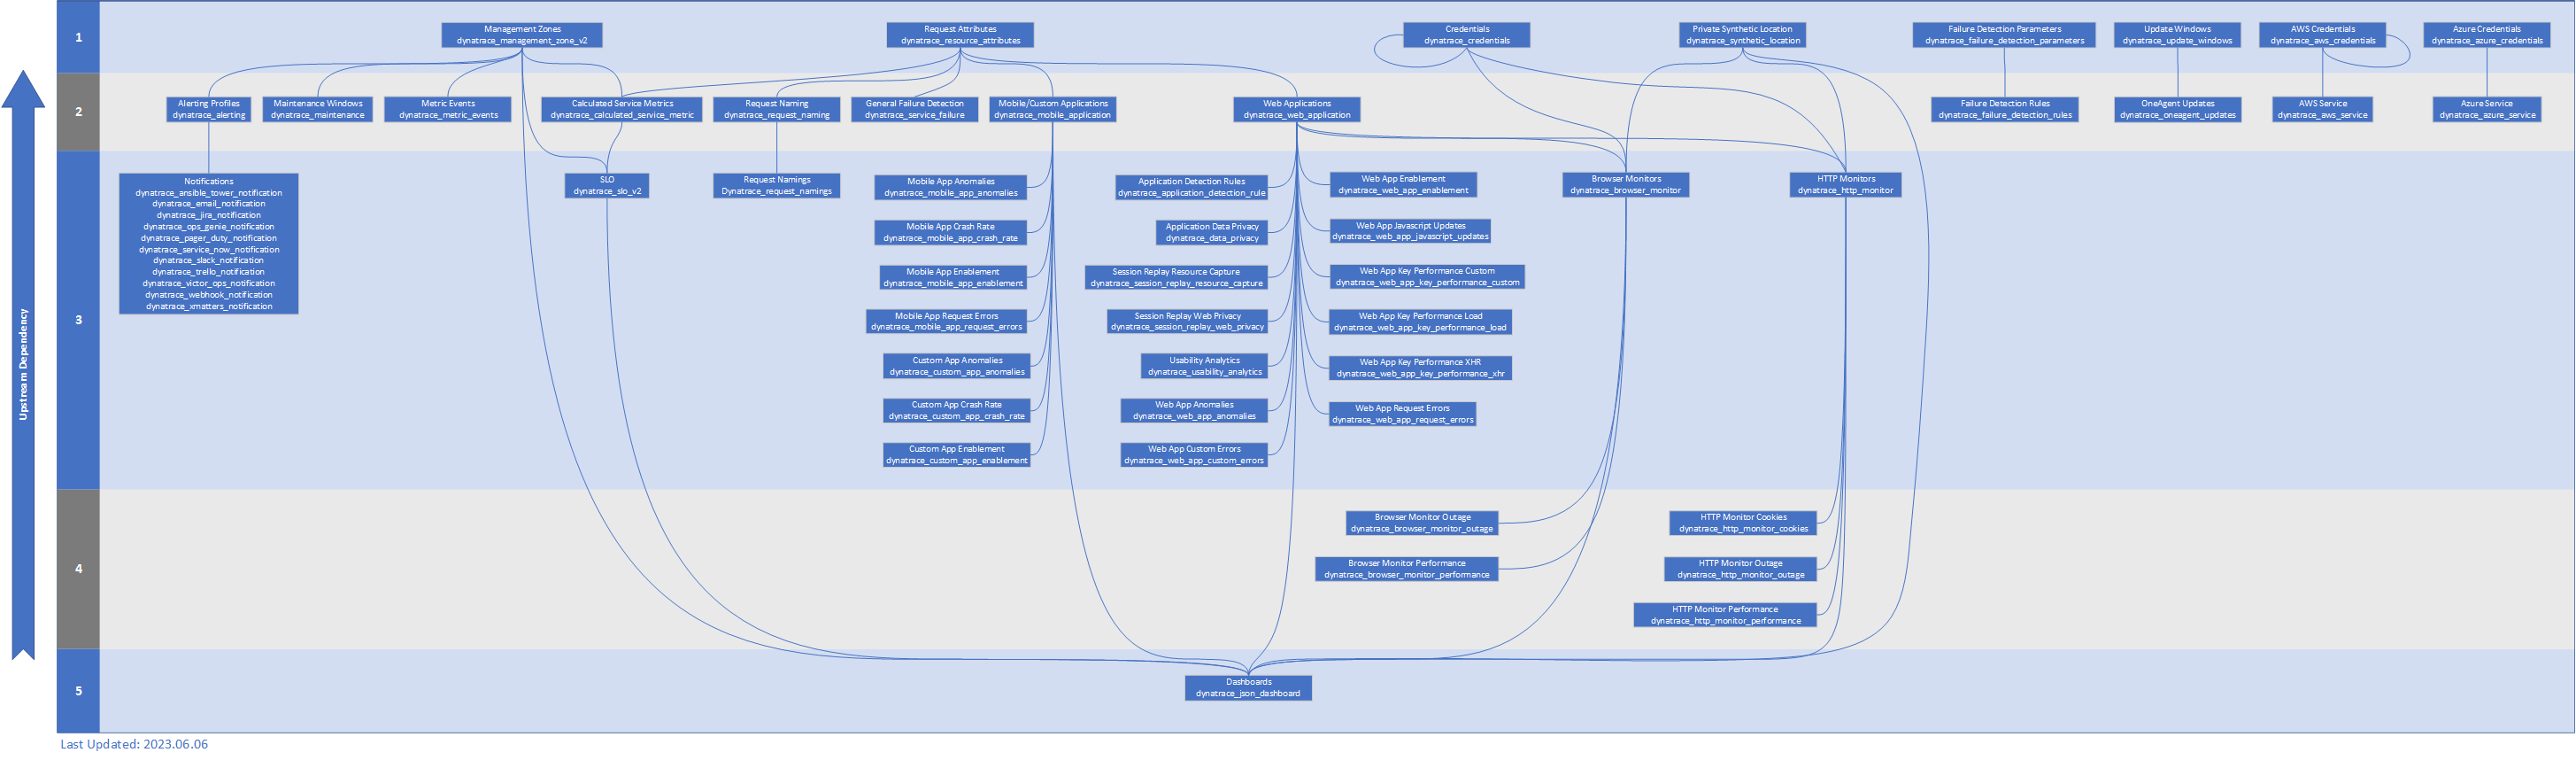 1
Management Zones
dynatrace_management_zone_v2
Request Attributes
dynatrace_resource_attributes
Credentials
dynatrace_credentials
Private Synthetic Location
dynatrace_synthetic_location
Failure Detection Parameters
dynatrace_failure_detection_parameters
Update Windows
dynatrace_update_windows
AWS Credentials
dynatrace_aws_credentials
Azure Credentials
dynatrace_azure_credentials
2
Alerting Profiles
dynatrace_alerting
Maintenance Windows
dynatrace_maintenance
Metric Events
dynatrace_metric_events
Calculated Service Metrics
dynatrace_calculated_service_metric
Request Naming
dynatrace_request_naming
General Failure Detection
dynatrace_service_failure
Mobile/Custom Applications
dynatrace_mobile_application
Web Applications
dynatrace_web_application
Failure Detection Rules
dynatrace_failure_detection_rules
OneAgent Updates
dynatrace_oneagent_updates
AWS Service
dynatrace_aws_service
Azure Service
dynatrace_azure_service
Upstream Dependency
3
Notifications
dynatrace_ansible_tower_notification
dynatrace_email_notification
dynatrace_jira_notification
dynatrace_ops_genie_notification
dynatrace_pager_duty_notification
dynatrace_service_now_notification
dynatrace_slack_notification
dynatrace_trello_notification
dynatrace_victor_ops_notification
dynatrace_webhook_notification
dynatrace_xmatters_notification
SLO
dynatrace_slo_v2
Request Namings
Dynatrace_request_namings
Mobile App Anomalies
dynatrace_mobile_app_anomalies
Mobile App Crash Rate
dynatrace_mobile_app_crash_rate
Mobile App Enablement
dynatrace_mobile_app_enablement
Mobile App Request Errors
dynatrace_mobile_app_request_errors
Custom App Anomalies
dynatrace_custom_app_anomalies
Custom App Crash Rate
dynatrace_custom_app_crash_rate
Custom App Enablement
dynatrace_custom_app_enablement
Application Detection Rules
dynatrace_application_detection_rule
Application Data Privacy
dynatrace_data_privacy
Session Replay Resource Capture
dynatrace_session_replay_resource_capture
Session Replay Web Privacy
dynatrace_session_replay_web_privacy
Usability Analytics
dynatrace_usability_analytics
Web App Anomalies
dynatrace_web_app_anomalies
Web App Custom Errors
dynatrace_web_app_custom_errors
Web App Enablement
dynatrace_web_app_enablement
Web App Javascript Updates
dynatrace_web_app_javascript_updates
Web App Key Performance Custom
dynatrace_web_app_key_performance_custom
Web App Key Performance Load
dynatrace_web_app_key_performance_load
Web App Key Performance XHR
dynatrace_web_app_key_performance_xhr
Web App Request Errors
dynatrace_web_app_request_errors
Browser Monitors
dynatrace_browser_monitor
HTTP Monitors
dynatrace_http_monitor
4
Browser Monitor Outage
dynatrace_browser_monitor_outage
Browser Monitor Performance
dynatrace_browser_monitor_performance
HTTP Monitor Cookies
dynatrace_http_monitor_cookies
HTTP Monitor Outage
dynatrace_http_monitor_outage
HTTP Monitor Performance
dynatrace_http_monitor_performance
5
Dashboards
dynatrace_json_dashboard
Last Updated: 2023.06.06